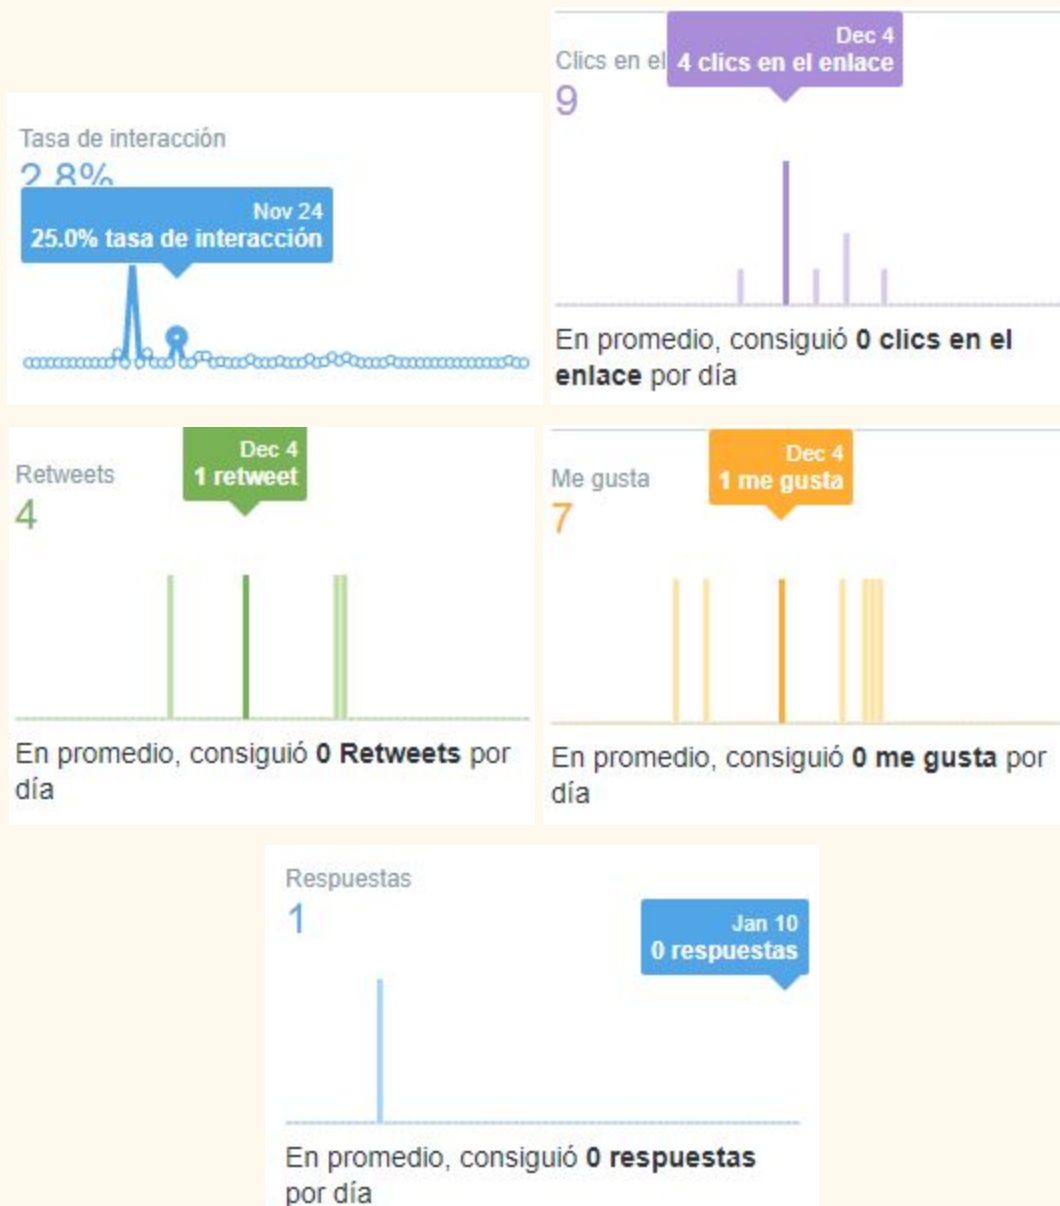 Tasa de interacción
2.8%
Nov 24
25.0% tasa de interacción
Dec 4
Clics en el
4 clics en el enlace
9
En promedio, consiguió 0 clics en el
enlace por día
Retweets
4
Dec 4
1 retweet
En promedio, consiguió 0 Retweets por
día
Me gusta
7
Dec 4
1 me gusta
En promedio, consiguió 0 me gusta por
día
Respuestas
1
Jan 10
0 respuestas
En promedio, consiguió 0 respuestas
por día